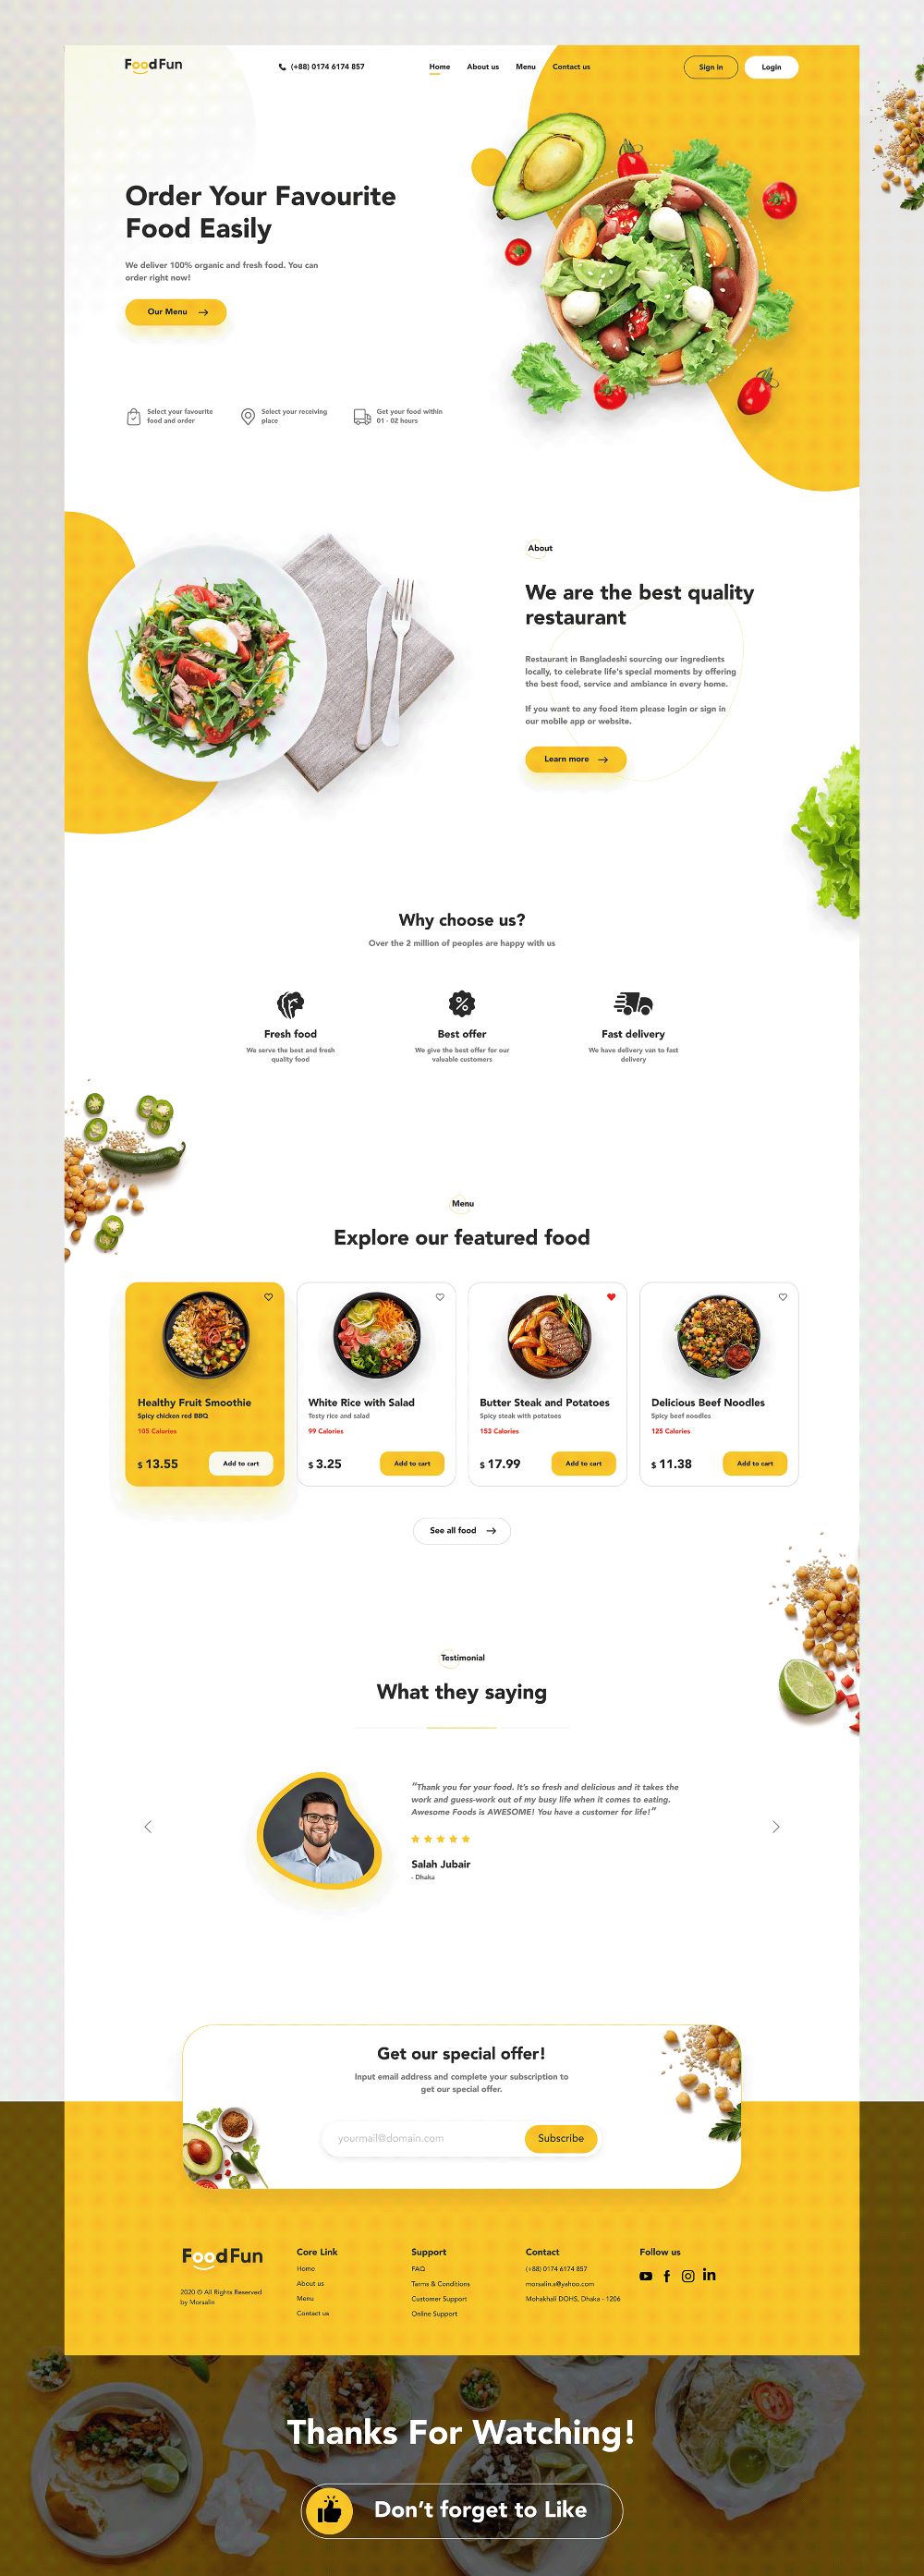 FoodFun
(+88) 0174 6174 857
Home
About us
Menu
Contact us
Sign in
Login
Order Your Favourite
Food Easily
We deliver 100% organic and fresh food. You can
order right now!
Our Menu
Select your favourite
food and order
Select your receiving
place
Get your food within
01 - 02 hours
About
We are the best quality
restaurant
Restaurant in Bangladeshi sourcing our ingredients
locally, to celebrate life's special moments by offering
the best food, service and ambiance in every home.
If you want to any food item please login or sign in
our mobile app or website.
Learn more
Why choose us?
Over the 2 million of peoples are happy with us
Fresh food
We serve the best and fresh
quality food
Best offer
We give the best offer for our
valuable customers
Fast delivery
We have delivery van to fast
delivery
Menu
Explore our featured food
Healthy Fruit Smoothie
Spicy chicken red BBQ
105 Calories
$ 13.55
Add to cart
White Rice with Salad
Testy rice and salad
99 Calories
$ 3.25
Add to cart
Butter Steak and Potatoes
Spicy steak with potatoes
153 Calories
$ 17.99
Add to cart
Delicious Beef Noodles
Spicy beef noodles
125 Calories
$ 11.38
Add to cart
See all food
Testimonial
What they saying
"Thank you for your food. It's so fresh and delicious and it takes the
work and guess-work out of my busy life when it comes to eating.
Awesome Foods is AWESOME! You have a customer for life!"
Salah Jubair
- Dhaka
Get our special offer!
Input email address and complete your subscription to
get our special offer.
yourmail@domain.com
Subscribe
FoodFun
2020 © All Rights Reserved
by Morsalin
Core Link
Home
About us
Menu
Contact us
Support
FAQ
Tarms & Conditions
Customer Support
Online Support
Contact
(+88) 0174 6174 857
morsalin.s@yahoo.com
Mohakhali DOHS, Dhaka - 1206
Follow us
Thanks For Watching!
Don't forget to Like